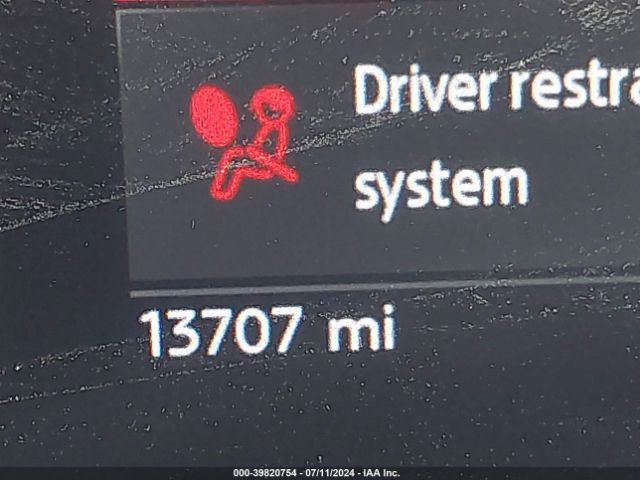 Driver restra
system
13707 mi
000-39820754 - 07/11/2024 - IAA Inc.